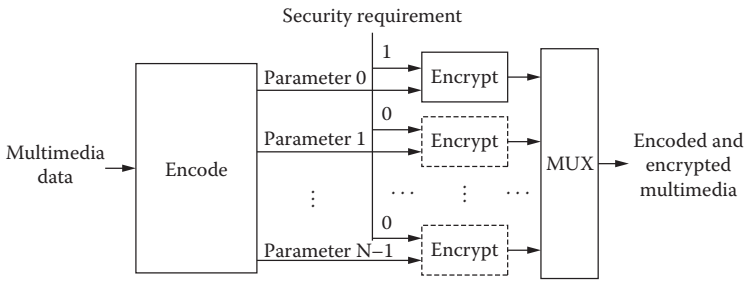 Security requirement
1
Parameter 0
Encrypt
0
Parameter 1
Encrypt
Multimedia
data
Encode
MUX
Encoded and
encrypted
multimedia
0
Parameter N–1
Encrypt